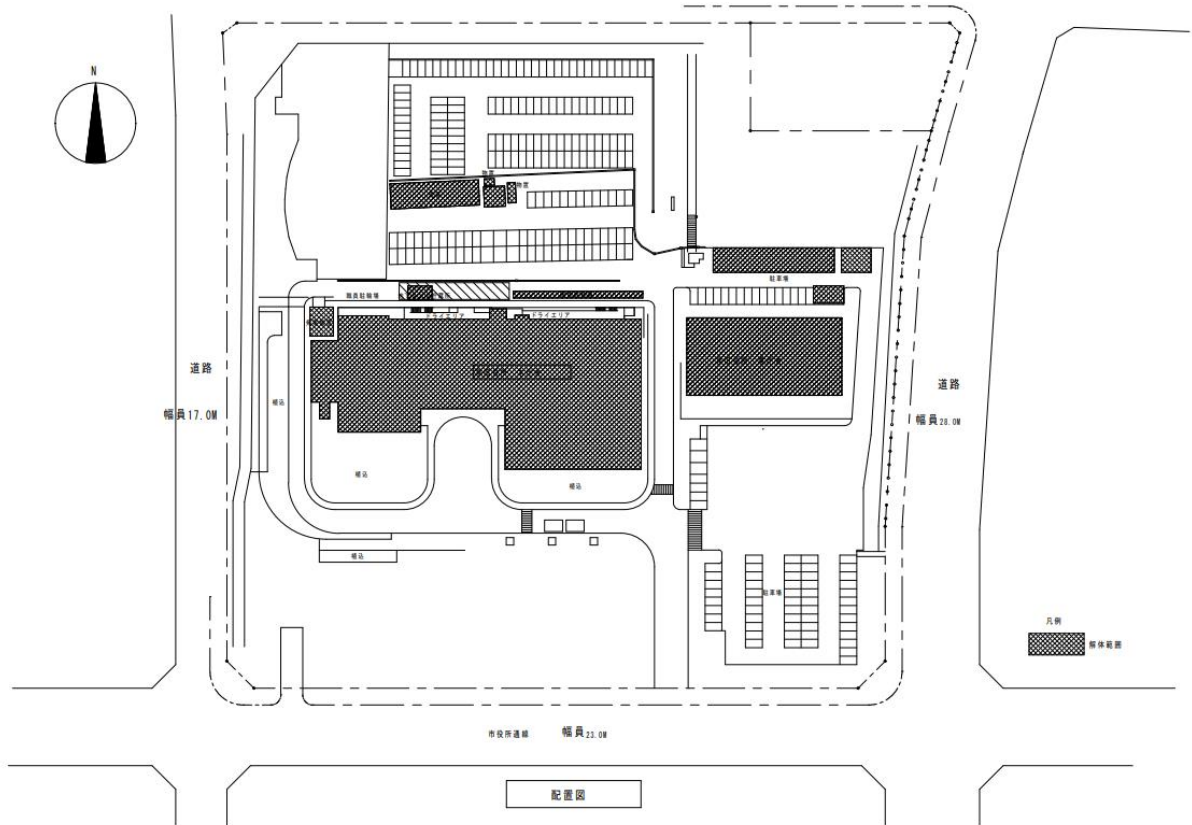 N
物置
物置
駐車場
職員駐輪場
ドライエリア
ドライエリア
道路
幅員17.0M
植込
道路
幅員20.0M
植込
植込
植込
駐車場
凡例
解体範囲
市役所通線
幅員23.0M
配置図